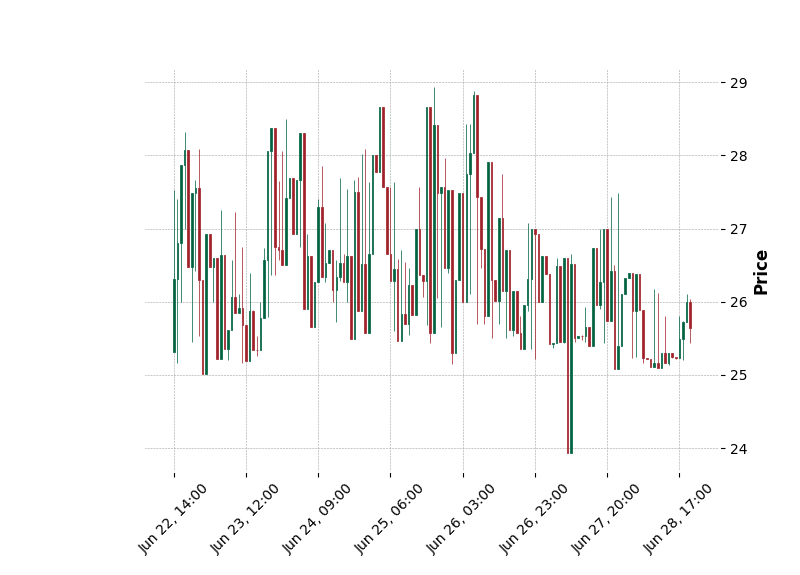 29
28
27
26
25
24
Price
Jun 22, 14:00
Jun 23, 12:00
Jun 24, 09:00
Jun 25, 06:00
Jun 26, 03:00
Jun 26, 23:00
Jun 27, 20:00
Jun 28, 17:00